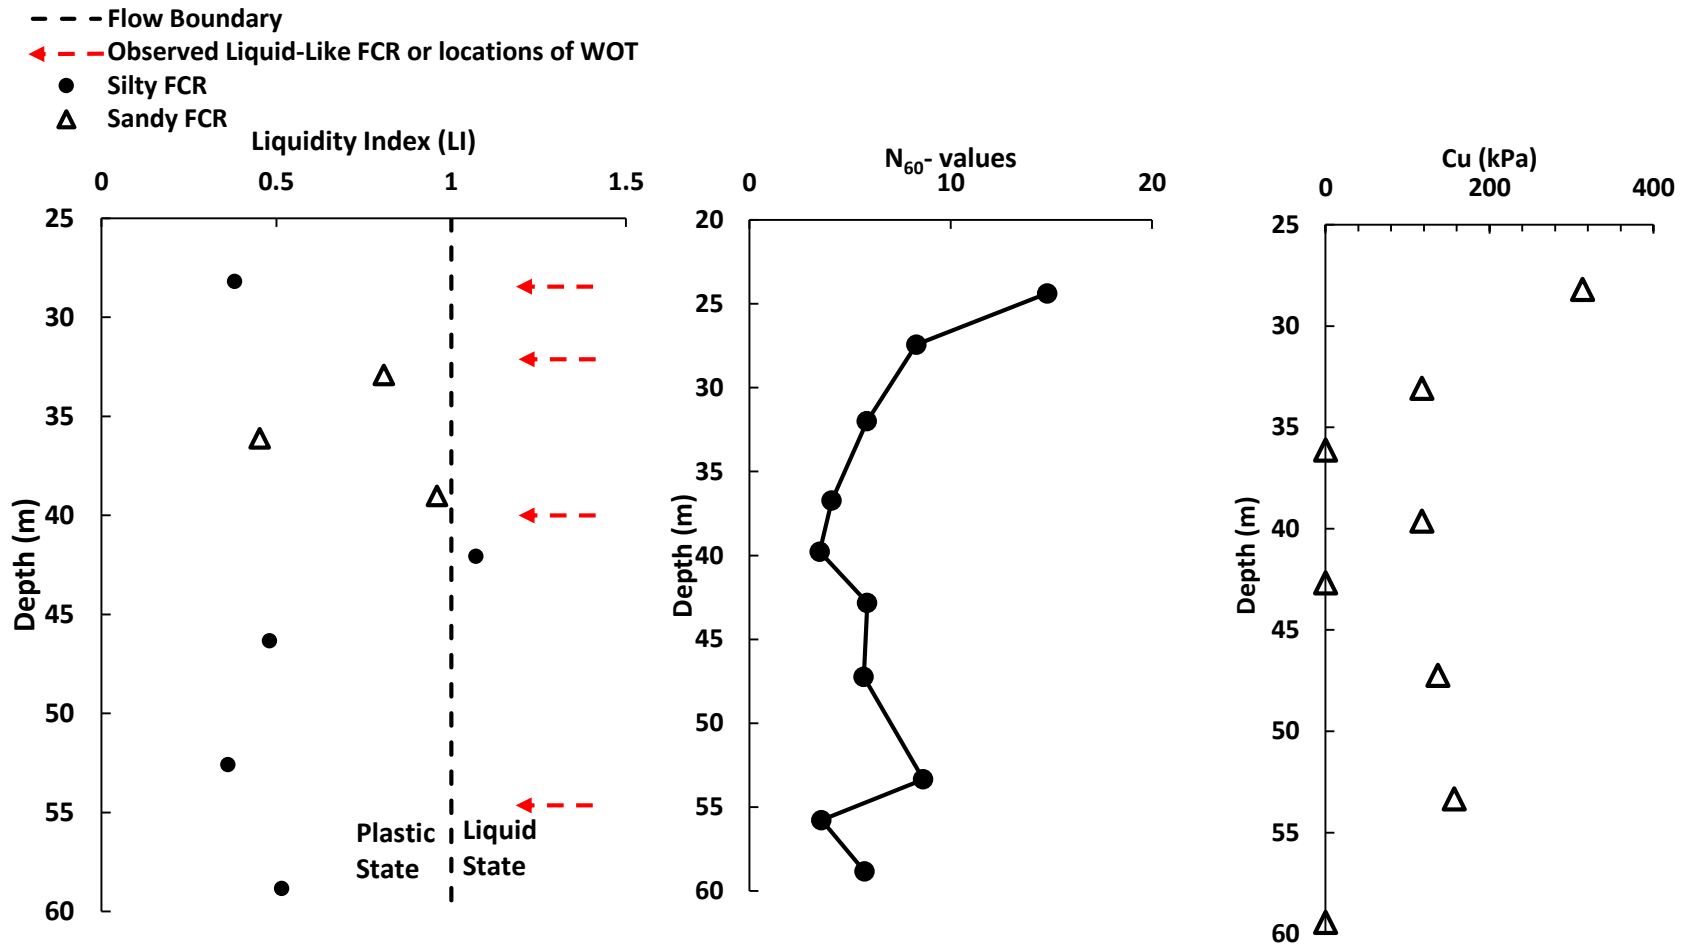 Flow Boundary
Observed Liquid-Like FCR or locations of WOT
Silty FCR
Sandy FCR
Liquidity Index (LI)
0 0.5 1 1.5
25
30
35
40
45
50
55
60
Depth (m)
Plastic State
Liquid State
N60- values
0 10 20
20
25
30
35
40
45
50
55
60
Depth (m)
Cu (kPa)
0 200 400
25
30
35
40
45
50
55
60
Depth (m)